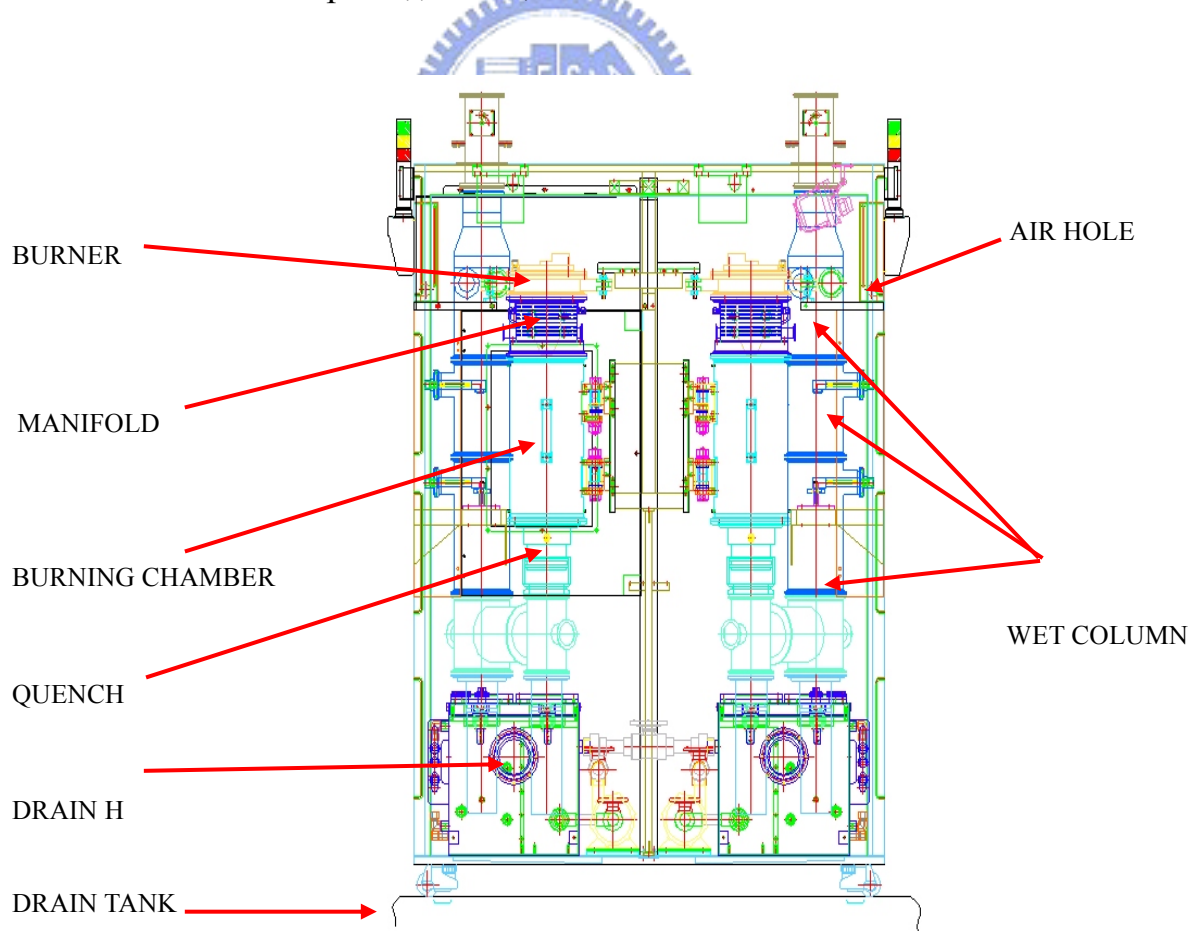 BURNER
AIR HOLE
MANIFOLD
BURNING CHAMBER
WET COLUMN
QUENCH
DRAIN H
DRAIN TANK